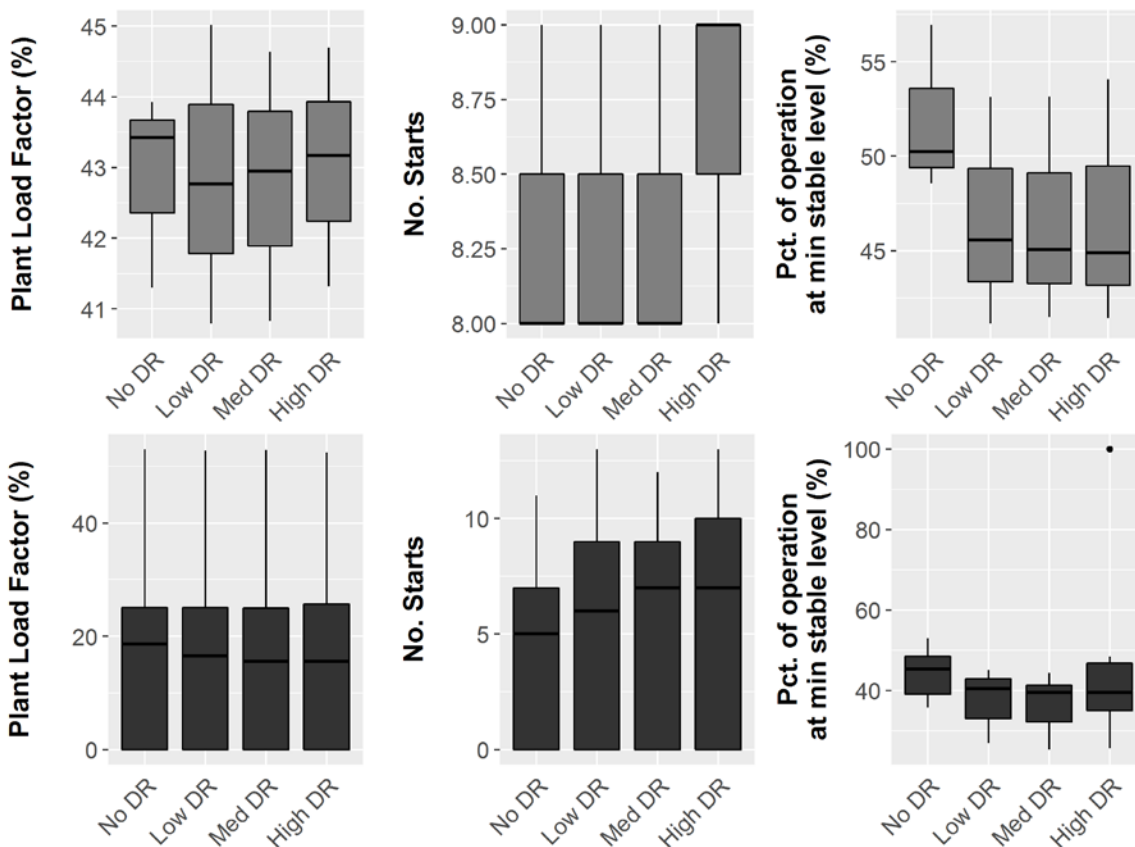 Plant Load Factor (%)
45
44
43
42
41
No DR
Low DR
Med DR
High DR
No. Starts
9.00
8.75
8.50
8.25
8.00
No DR
Low DR
Med DR
High DR
Pct. of operation
at min stable level (%)
55
50
45
No DR
Low DR
Med DR
High DR
Plant Load Factor (%)
40
20
0
No DR
Low DR
Med DR
High DR
No. Starts
10
5
0
No DR
Low DR
Med DR
High DR
Pct. of operation
at min stable level (%)
100
80
60
40
No DR
Low DR
Med DR
High DR